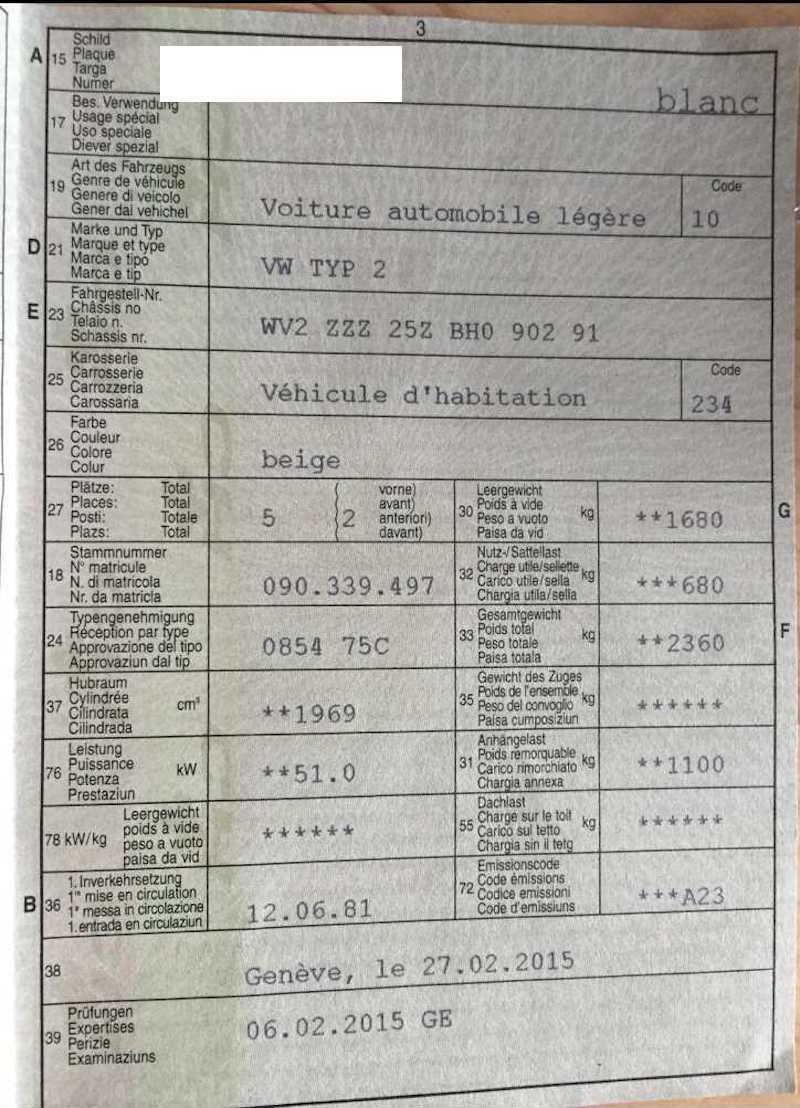 3
A 15 Schild
Plaque
Targa
Numer
blanc
17 Bes. Verwendung
Usage spécial
Uso speciale
Diever spezial
19 Art des Fahrzeugs
Genre de véhicule
Genere di veicolo
Gener dal vehichel
Voiture automobile légère
Code
10
D 21 Marke und Typ
Marque et type
Marca e tipo
Marca e tip
VW TYP 2
E 23 Fahrgestell-Nr.
Châssis no
Telaio n.
Schassis nr.
WV2 ZZZ 25Z BH0 902 91
25 Karosserie
Carrosserie
Carrozzeria
Carossaria
Véhicule d'habitation
Code
234
26 Farbe
Couleur
Colore
Colur
beige
27 Plätze: Total
Places: Total
Posti: Totale
Plazs: Total
5 ( 2 vorne)
avant)
anteriori)
davant)
30 Leergewicht
Poids à vide
Peso a vuoto
Paisa da vid
kg
**1680
G
18 Stammnummer
N° matricule
N. di matricola
Nr. da matricla
090.339.497
32 Nutz-/Sattellast
Charge utile/sellette
Carico utile/sella
Chargia utila/sella
kg
***680
24 Typengenehmigung
Réception par type
Approvazione del tipo
Approvaziun dal tip
0854 75C
33 Gesamtgewicht
Poids total
Peso totale
Paisa totala
kg
**2360
F
37 Hubraum
Cylindrée
Cilindrata
Cilindrada
cm³
**1969
35 Gewicht des Zuges
Poids de l'ensemble
Peso del convoglio
Paisa cumposiziun
kg
******
76 Leistung
Puissance
Potenza
Prestaziun
kW
**51.0
31 Anhängelast
Poids remorquable
Carico rimorchiato
Chargia annexa
kg
**1100
78 kW/kg Leergewicht
poids à vide
peso a vuoto
paisa da vid
******
55 Dachlast
Charge sur le toit
Carico sul tetto
Chargia sin il tetg
kg
******
B 36 1. Inverkehrsetzung
1re mise en circulation
1a messa in circolazione
1. entrada en circulaziun
12.06.81
72 Emissionscode
Code émissions
Codice emissioni
Code d'emissiuns
***A23
38
Genève, le 27.02.2015
39 Prüfungen
Expertises
Perizie
Examinaziuns
06.02.2015 GE